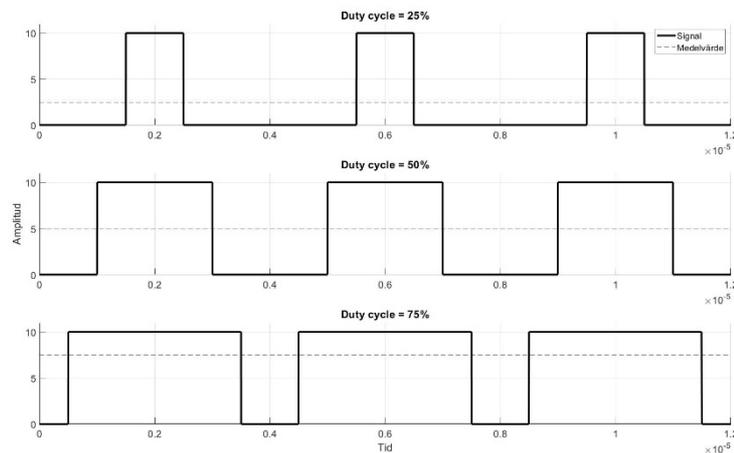 Duty cycle = 25%
Signal
Medelvärde
10
5
0
0 0.2 0.4 0.6 0.8 1 1.2
×10⁻⁵
Duty cycle = 50%
Amplitud
10
5
0
0 0.2 0.4 0.6 0.8 1 1.2
×10⁻⁵
Duty cycle = 75%
10
5
0
0 0.2 0.4 0.6 0.8 1 1.2
Tid
×10⁻⁵